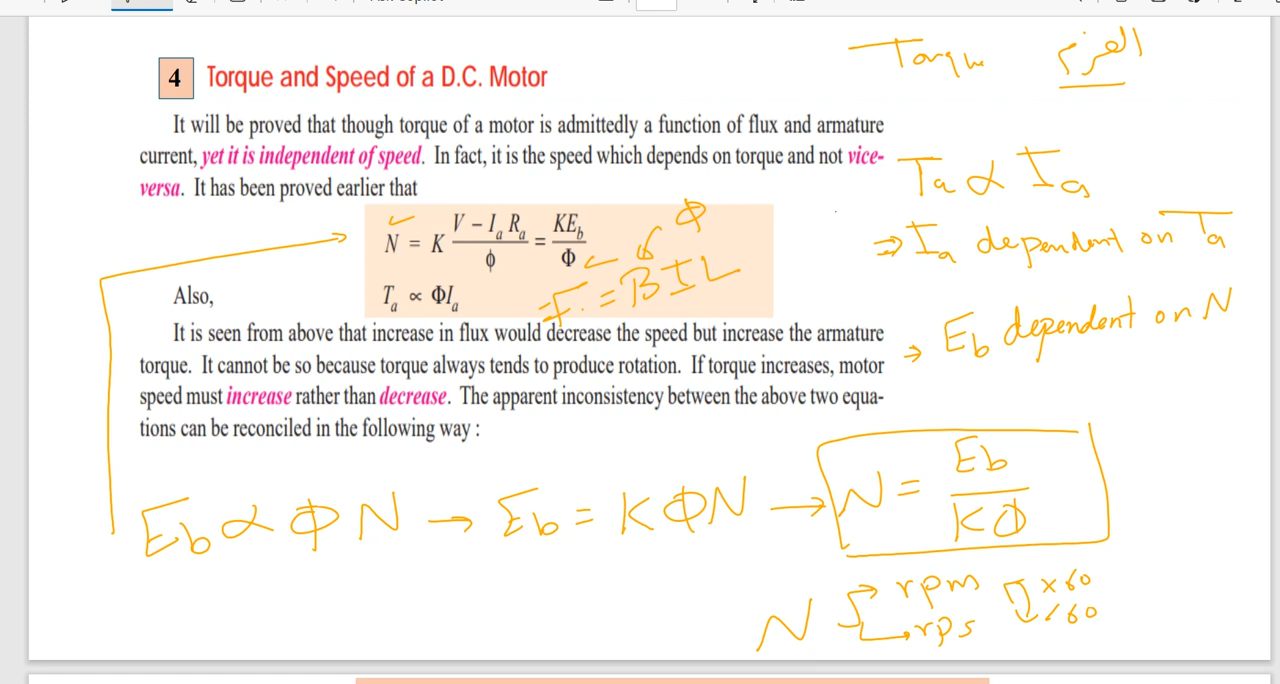 4 Torque and Speed of a D.C. Motor
It will be proved that though torque of a motor is admittedly a function of flux and armature
current, yet it is independent of speed. In fact, it is the speed which depends on torque and not vice-
versa. It has been proved earlier that
N = K (V – I_a R_a)/ϕ = KE_b/Φ
Also, T_a ∝ ΦI_a
It is seen from above that increase in flux would decrease the speed but increase the armature
torque. It cannot be so because torque always tends to produce rotation. If torque increases, motor
speed must increase rather than decrease. The apparent inconsistency between the above two equa-
tions can be reconciled in the following way :
Torque العزم
Ta ∝ Ia
⇒ Ia dependent on Ta
→ Eb dependent on N
Φ
F = BIL
Eb ∝ ΦN → Eb = KΦN → N = Eb/KΦ
N rpm ×60
rps /60